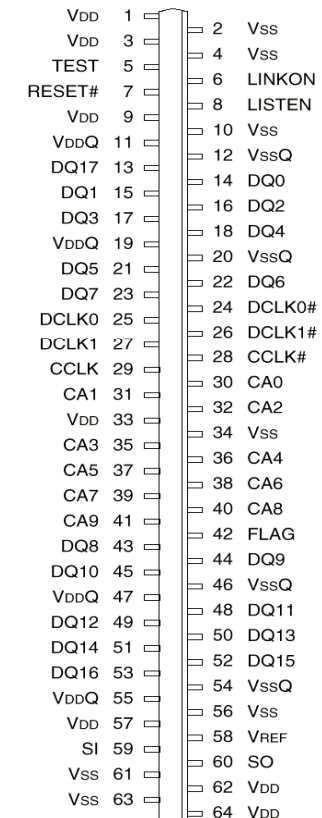 VDD 1
2 VSS
VDD 3
4 VSS
TEST 5
6 LINKON
RESET# 7
8 LISTEN
VDD 9
10 VSS
VDDQ 11
12 VSSQ
DQ17 13
14 DQ0
DQ1 15
16 DQ2
DQ3 17
18 DQ4
VDDQ 19
20 VSSQ
DQ5 21
22 DQ6
DQ7 23
24 DCLK0#
DCLK0 25
26 DCLK1#
DCLK1 27
28 CCLK#
CCLK 29
30 CA0
CA1 31
32 CA2
VDD 33
34 VSS
CA3 35
36 CA4
CA5 37
38 CA6
CA7 39
40 CA8
CA9 41
42 FLAG
DQ8 43
44 DQ9
DQ10 45
46 VSSQ
VDDQ 47
48 DQ11
DQ12 49
50 DQ13
DQ14 51
52 DQ15
DQ16 53
54 VSSQ
VDDQ 55
56 VSS
VDD 57
58 VREF
SI 59
60 SO
VSS 61
62 VDD
VSS 63
64 VDD